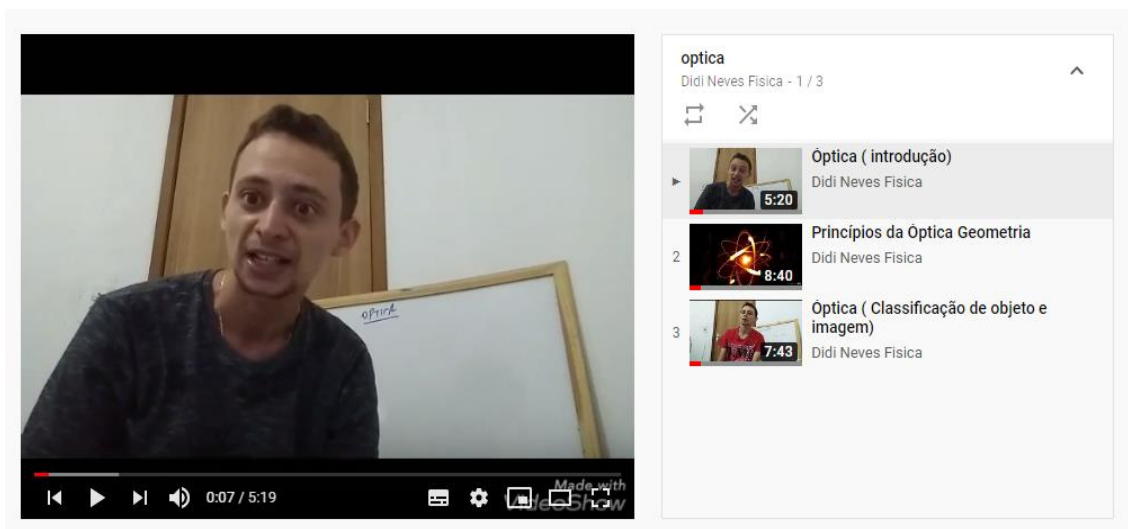 OPTICA
Made with
VideoShow
0:07 / 5:19
optica
Didi Neves Fisica - 1 / 3
Óptica ( introdução)
Didi Neves Fisica
5:20
2
Princípios da Óptica Geometria
Didi Neves Fisica
8:40
3
Óptica ( Classificação de objeto e
imagem)
Didi Neves Fisica
7:43